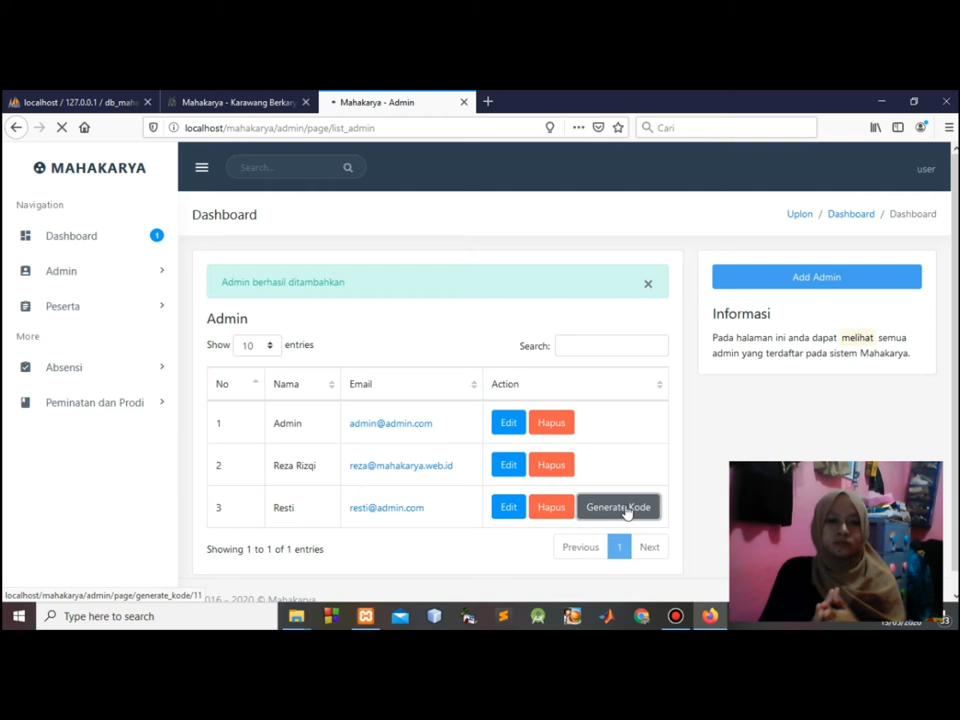 localhost / 127.0.0.1 / db_mah
Mahakarya - Karawang Berkary
Mahakarya - Admin
localhost/mahakarya/admin/page/list_admin
Cari
MAHAKARYA
Search...
user
Navigation
Dashboard
1
Admin
Peserta
More
Absensi
Peminatan dan Prodi
Dashboard
Uplon / Dashboard / Dashboard
Admin berhasil ditambahkan
×
Admin
Show 10 entries
Search:
No Nama Email Action
1 Admin admin@admin.com Edit Hapus
2 Reza Rizqi reza@mahakarya.web.id Edit Hapus
3 Resti resti@admin.com Edit Hapus Generate Kode
Showing 1 to 1 of 1 entries
Previous 1 Next
Add Admin
Informasi
Pada halaman ini anda dapat melihat semua
admin yang terdaftar pada sistem Mahakarya.
localhost/mahakarya/admin/page/generate_kode/11
016 - 2020 © Mahakarya
Type here to search